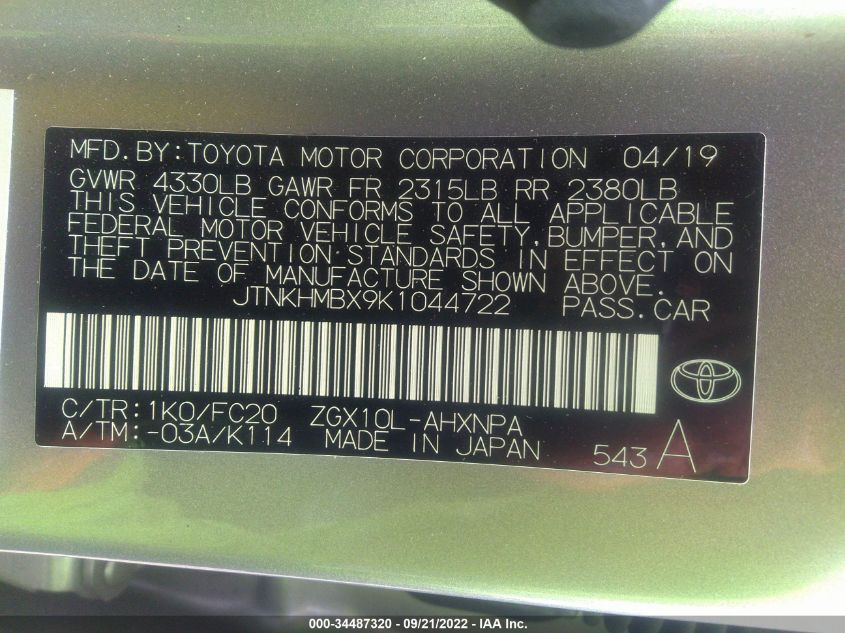 MFD.BY:TOYOTA MOTOR CORPORATION 04/19
GVWR 4330LB GAWR FR 2315LB RR 2380LB
THIS VEHICLE CONFORMS TO ALL APPLICABLE
FEDERAL MOTOR VEHICLE SAFETY,BUMPER,AND
THEFT PREVENTION STANDARDS IN EFFECT ON
THE DATE OF MANUFACTURE SHOWN ABOVE.
JTNKHMBX9K1044722 PASS.CAR
C/TR:1K0/FC20 ZGX10L-AHXNPA
A/TM:-03A/K114 MADE IN JAPAN 543 A
000-34487320 - 09/21/2022 - IAA Inc.